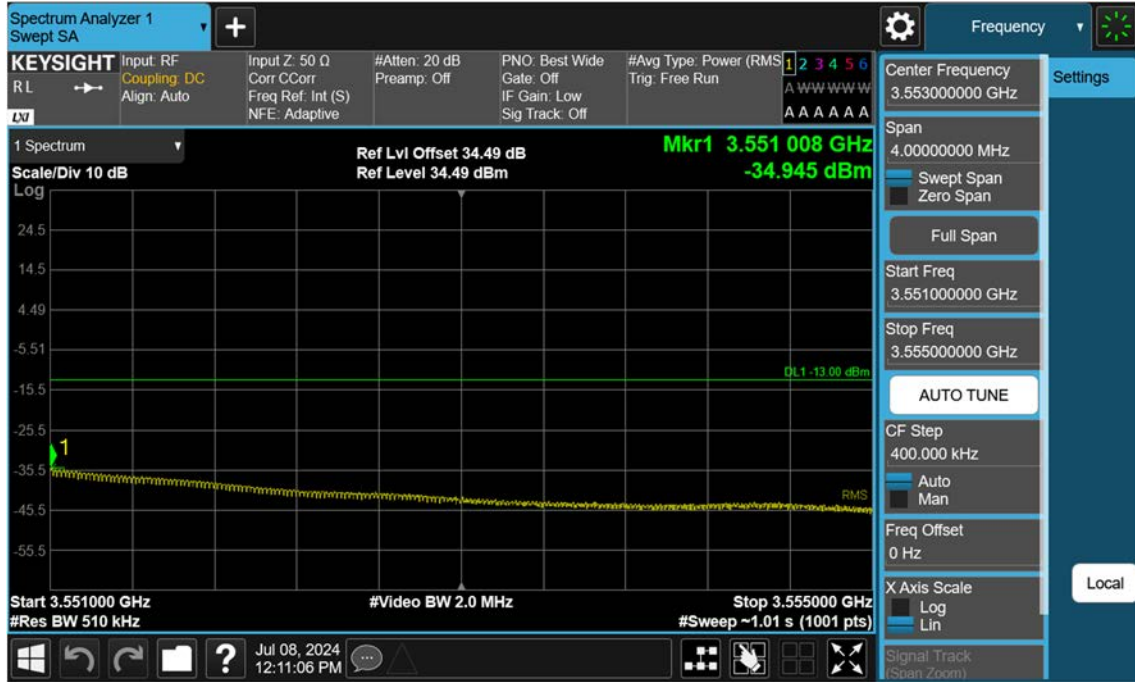 Spectrum Analyzer 1
Swept SA
+
Frequency
KEYSIGHT
R L
LXI
Input: RF
Coupling: DC
Align: Auto
Input Z: 50 Ω
Corr CCorr
Freq Ref: Int (S)
NFE: Adaptive
#Atten: 20 dB
Preamp: Off
PNO: Best Wide
Gate: Off
IF Gain: Low
Sig Track: Off
#Avg Type: Power (RMS
Trig: Free Run
1 2 3 4 5 6
A W W W W W
A A A A A A
1 Spectrum
Scale/Div 10 dB
Ref Lvl Offset 34.49 dB
Ref Level 34.49 dBm
Mkr1 3.551 008 GHz
-34.945 dBm
Log
24.5
14.5
4.49
-5.51
DL1 -13.00 dBm
-15.5
-25.5
1
-35.5
RMS
-45.5
-55.5
Start 3.551000 GHz
#Video BW 2.0 MHz
Stop 3.555000 GHz
#Res BW 510 kHz
#Sweep ~1.01 s (1001 pts)
Center Frequency
3.553000000 GHz
Settings
Span
4.00000000 MHz
Swept Span
Zero Span
Full Span
Start Freq
3.551000000 GHz
Stop Freq
3.555000000 GHz
AUTO TUNE
CF Step
400.000 kHz
Auto
Man
Freq Offset
0 Hz
X Axis Scale
Log
Lin
Local
Signal Track
(Span Zoom)
?
Jul 08, 2024
12:11:06 PM